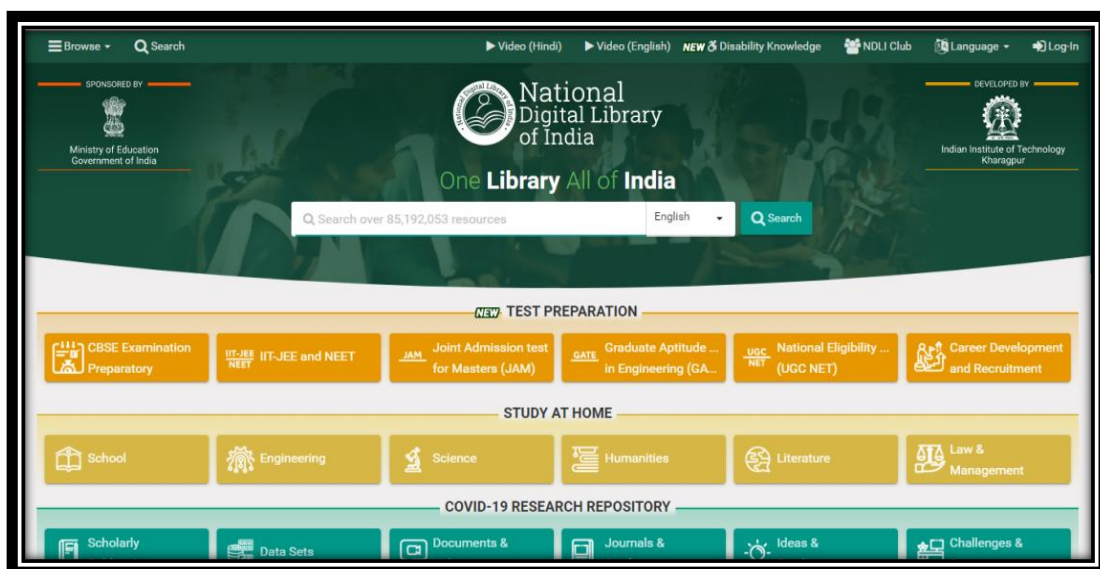 Browse
Search
Video (Hindi)
Video (English)
NEW Disability Knowledge
NDLI Club
Language
Log-In
SPONSORED BY
Ministry of Education
Government of India
National Digital Library of India
National
Digital Library
of India
DEVELOPED BY
Indian Institute of Technology
Kharagpur
One Library All of India
Search over 85,192,053 resources
English
Search
NEW TEST PREPARATION
CBSE Examination
Preparatory
IIT-JEE
NEET
IIT-JEE and NEET
JAM
Joint Admission test
for Masters (JAM)
GATE
Graduate Aptitude ...
in Engineering (GA...
UGC
NET
National Eligibility ...
(UGC NET)
Career Development
and Recruitment
STUDY AT HOME
School
Engineering
Science
Humanities
Literature
Law &
Management
COVID-19 RESEARCH REPOSITORY
Scholarly
Data Sets
Documents &
Journals &
Ideas &
Challenges &